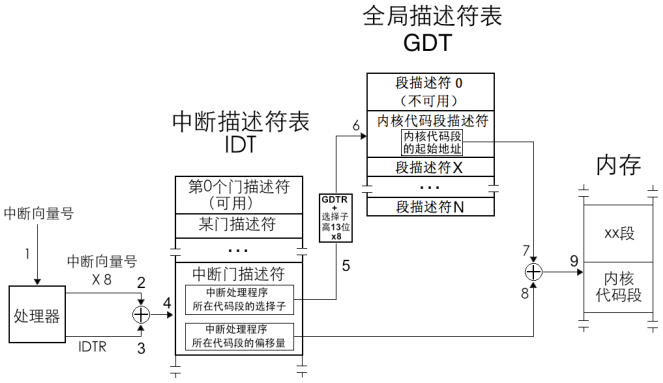 全局描述符表
GDT
段描述符 0
（不可用）
内核代码段描述符
内核代码段
的起始地址
段描述符X
···
段描述符N
6
中断描述符表
IDT
第0个门描述符
（可用）
某门描述符
···
中断门描述符
中断处理程序
所在代码段的选择子
中断处理程序
所在代码段的偏移量
GDTR
+
选择子
高13位
x8
5
中断向量号
1
中断向量号
X 8
2
处理器
4
IDTR
3
7
8
9
内存
xx段
内核
代码段